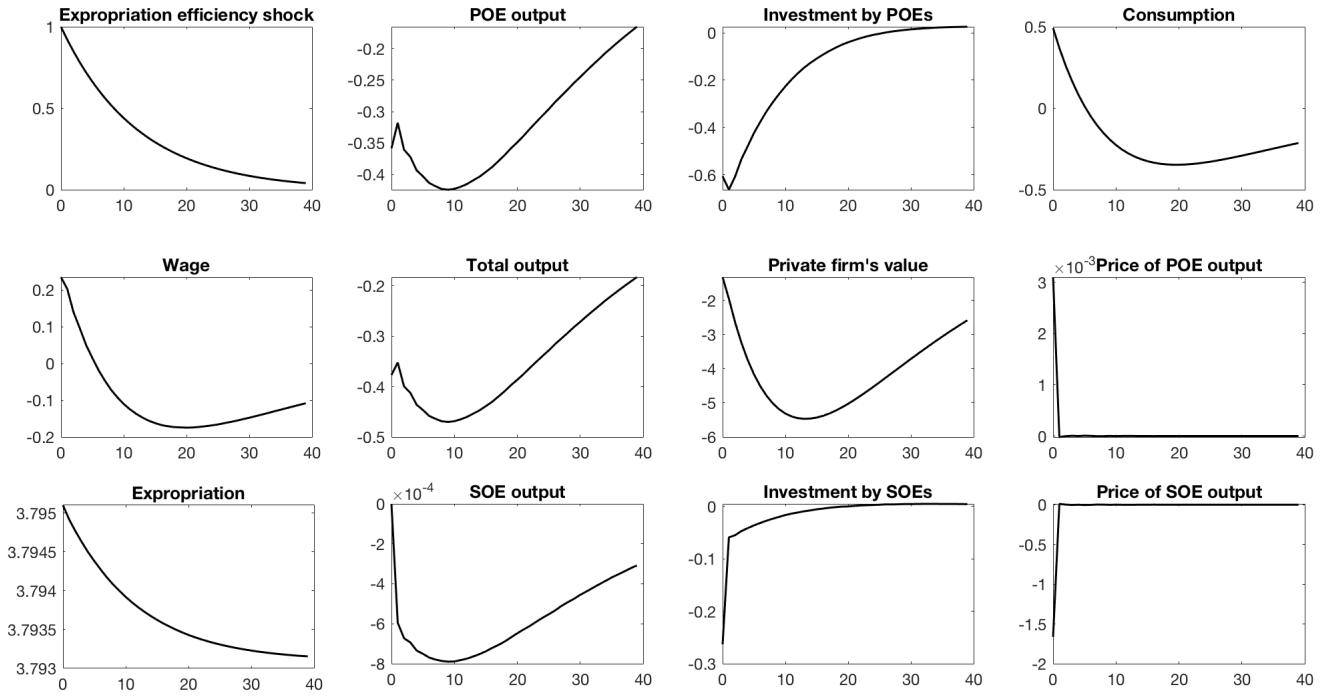 Expropriation efficiency shock
1
0.5
0
0 10 20 30 40
POE output
-0.2
-0.25
-0.3
-0.35
-0.4
0 10 20 30 40
Investment by POEs
0
-0.2
-0.4
-0.6
0 10 20 30 40
Consumption
0.5
0
-0.5
0 10 20 30 40
Wage
0.2
0.1
0
-0.1
-0.2
0 10 20 30 40
Total output
-0.2
-0.3
-0.4
-0.5
0 10 20 30 40
Private firm's value
-2
-3
-4
-5
-6
0 10 20 30 40
×10-3 Price of POE output
3
2
1
0
0 10 20 30 40
Expropriation
3.795
3.7945
3.794
3.7935
3.793
0 10 20 30 40
SOE output
×10-4
0
-2
-4
-6
-8
0 10 20 30 40
Investment by SOEs
0
-0.1
-0.2
-0.3
0 10 20 30 40
Price of SOE output
0
-0.5
-1
-1.5
-2
0 10 20 30 40